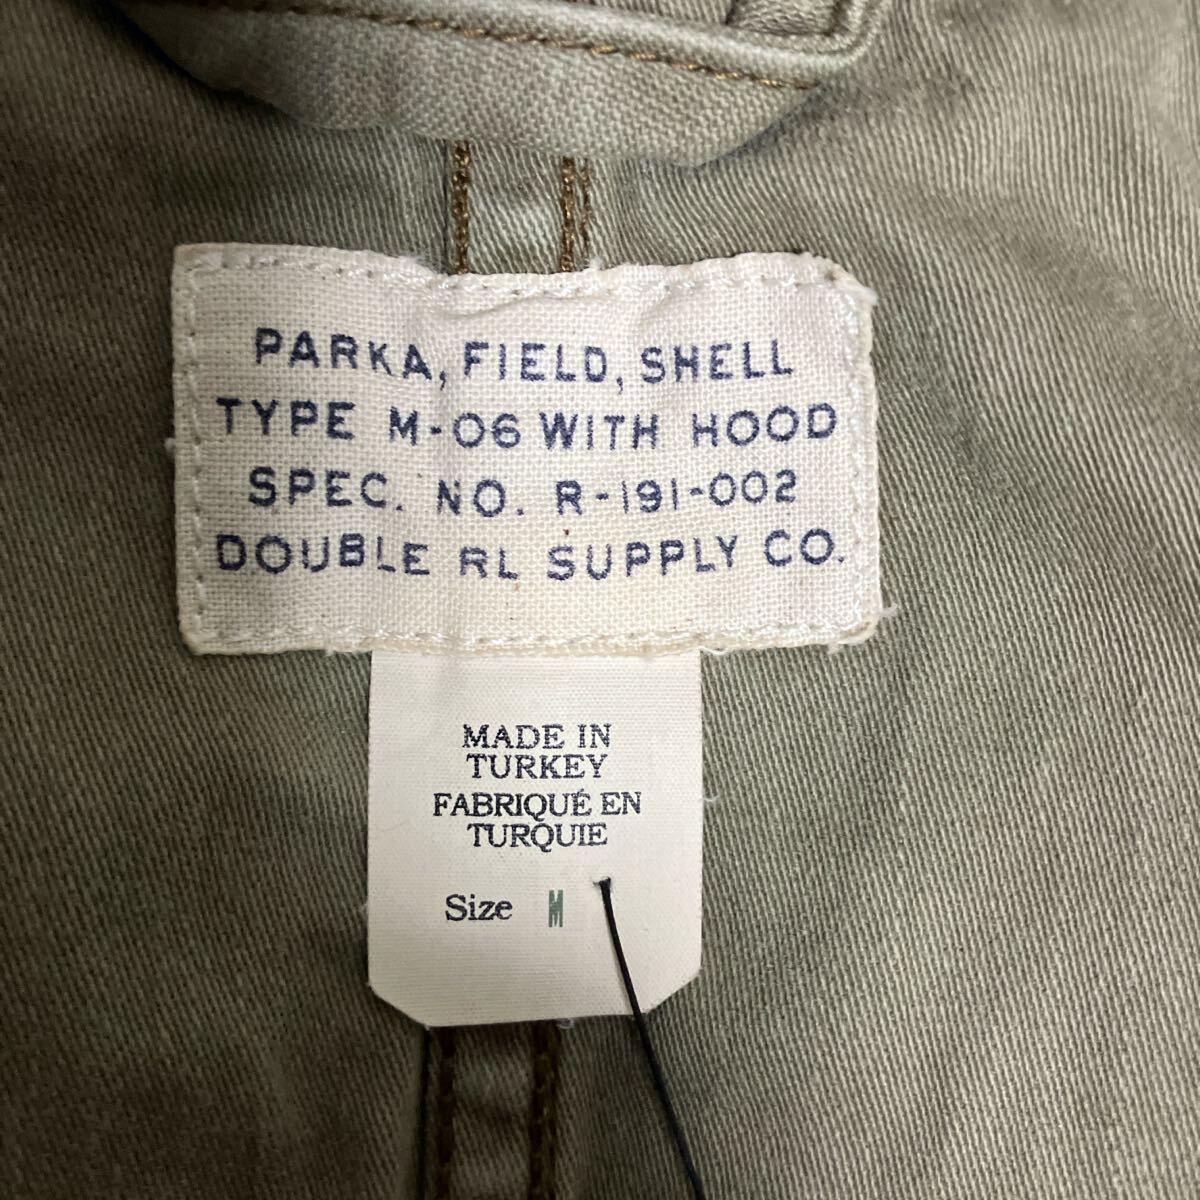 PARKA, FIELD, SHELL
TYPE M-06 WITH HOOD
SPEC. NO. R-191-002
DOUBLE RL SUPPLY CO.
MADE IN
TURKEY
FABRIQUÉ EN
TURQUIE
Size M